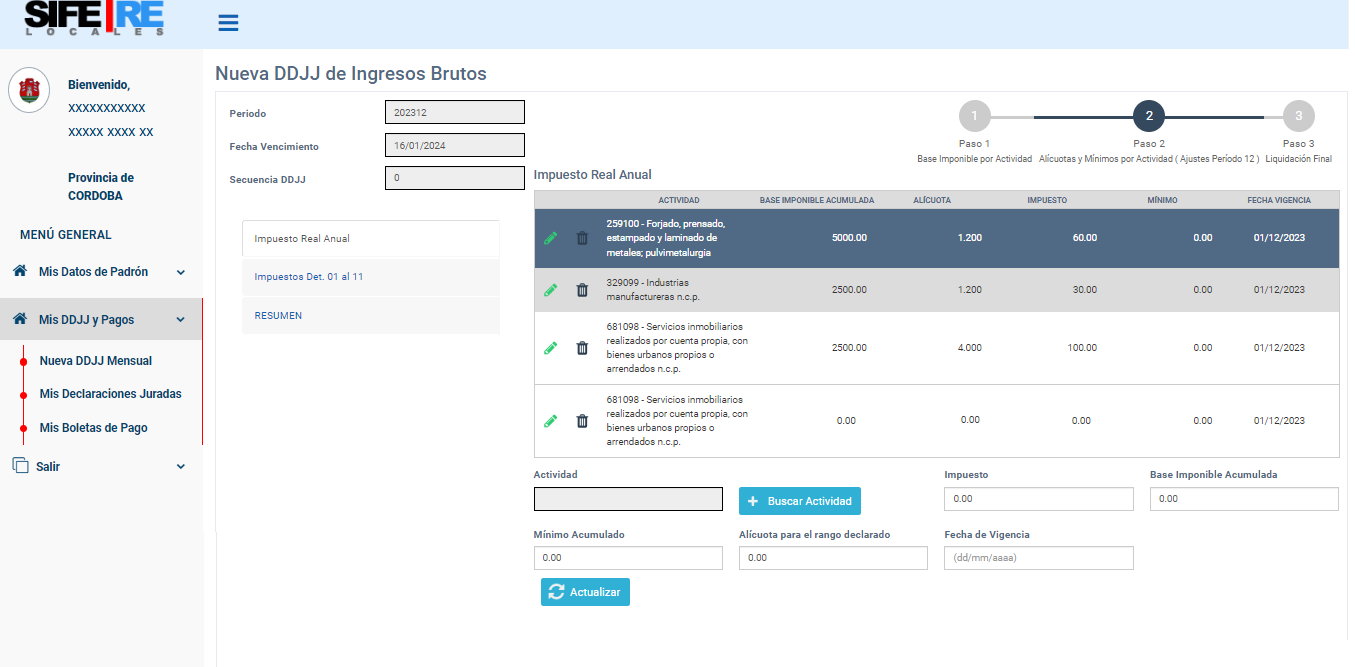 SIFERE
LOCALES
Bienvenido,
XXXXXXXXXXX
XXXXX XXXX XX
Provincia de
CORDOBA
MENÚ GENERAL
Mis Datos de Padrón
Mis DDJJ y Pagos
Nueva DDJJ Mensual
Mis Declaraciones Juradas
Mis Boletas de Pago
Salir
Nueva DDJJ de Ingresos Brutos
Periodo 202312
Fecha Vencimiento 16/01/2024
Secuencia DDJJ 0
1 2 3
Paso 1 Paso 2 Paso 3
Base Imponible por Actividad Alícuotas y Mínimos por Actividad ( Ajustes Período 12 ) Liquidación Final
Impuesto Real Anual
Impuestos Det. 01 al 11
RESUMEN
Impuesto Real Anual
ACTIVIDAD BASE IMPONIBLE ACUMULADA ALÍCUOTA IMPUESTO MÍNIMO FECHA VIGENCIA
259100 - Forjado, prensado,
estampado y laminado de 5000.00 1.200 60.00 0.00 01/12/2023
metales; pulvimetalurgia
329099 - Industrias
manufactureras n.c.p. 2500.00 1.200 30.00 0.00 01/12/2023
681098 - Servicios inmobiliarios
realizados por cuenta propia, con 2500.00 4.000 100.00 0.00 01/12/2023
bienes urbanos propios o
arrendados n.c.p.
681098 - Servicios inmobiliarios
realizados por cuenta propia, con 0.00 0.00 0.00 0.00 01/12/2023
bienes urbanos propios o
arrendados n.c.p.
Actividad Impuesto Base Imponible Acumulada
+ Buscar Actividad 0.00 0.00
Mínimo Acumulado Alícuota para el rango declarado Fecha de Vigencia
0.00 0.00 (dd/mm/aaaa)
Actualizar